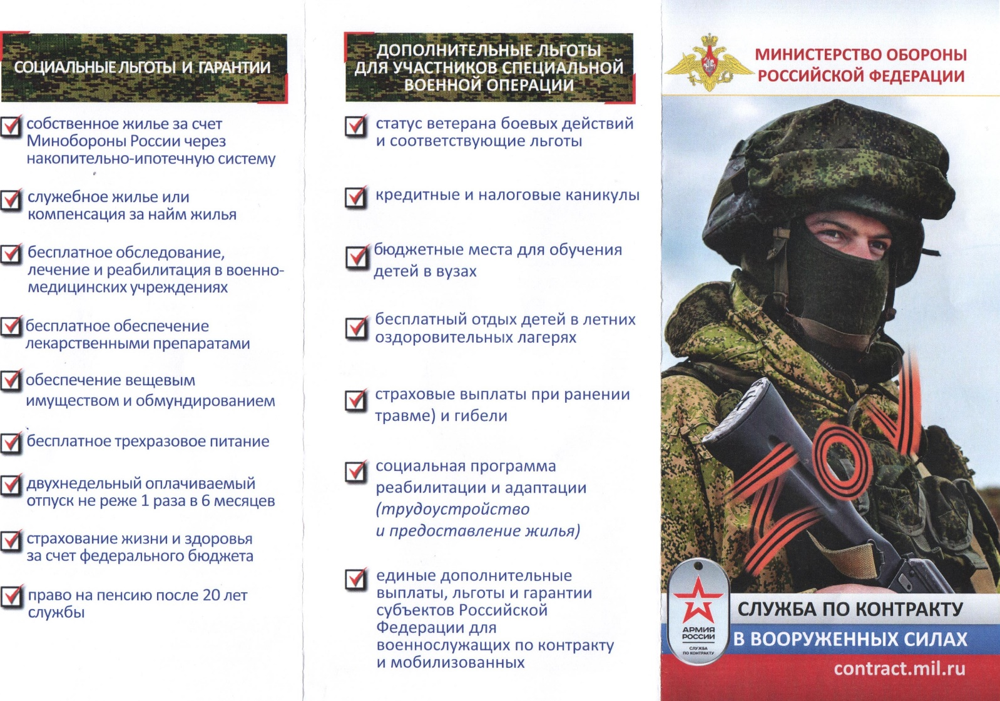 СОЦИАЛЬНЫЕ ЛЬГОТЫ И ГАРАНТИИ
собственное жилье за счет
Минобороны России через
накопительно-ипотечную систему
служебное жилье или
компенсация за найм жилья
бесплатное обследование,
лечение и реабилитация в военно-
медицинских учреждениях
бесплатное обеспечение
лекарственными препаратами
обеспечение вещевым
имуществом и обмундированием
бесплатное трехразовое питание
двухнедельный оплачиваемый
отпуск не реже 1 раза в 6 месяцев
страхование жизни и здоровья
за счет федерального бюджета
право на пенсию после 20 лет
службы
ДОПОЛНИТЕЛЬНЫЕ ЛЬГОТЫ
ДЛЯ УЧАСТНИКОВ СПЕЦИАЛЬНОЙ
ВОЕННОЙ ОПЕРАЦИИ
статус ветерана боевых действий
и соответствующие льготы
кредитные и налоговые каникулы
бюджетные места для обучения
детей в вузах
бесплатный отдых детей в летних
оздоровительных лагерях
страховые выплаты при ранении
травме) и гибели
социальная программа
реабилитации и адаптации
(трудоустройство
и предоставление жилья)
единые дополнительные
выплаты, льготы и гарантии
субъектов Российской
Федерации для
военнослужащих по контракту
и мобилизованных
МИНИСТЕРСТВО ОБОРОНЫ
РОССИЙСКОЙ ФЕДЕРАЦИИ
ZOV
АРМИЯ
РОССИИ
СЛУЖБА
ПО КОНТРАКТУ
СЛУЖБА ПО КОНТРАКТУ
В ВООРУЖЕННЫХ СИЛАХ
contract.mil.ru